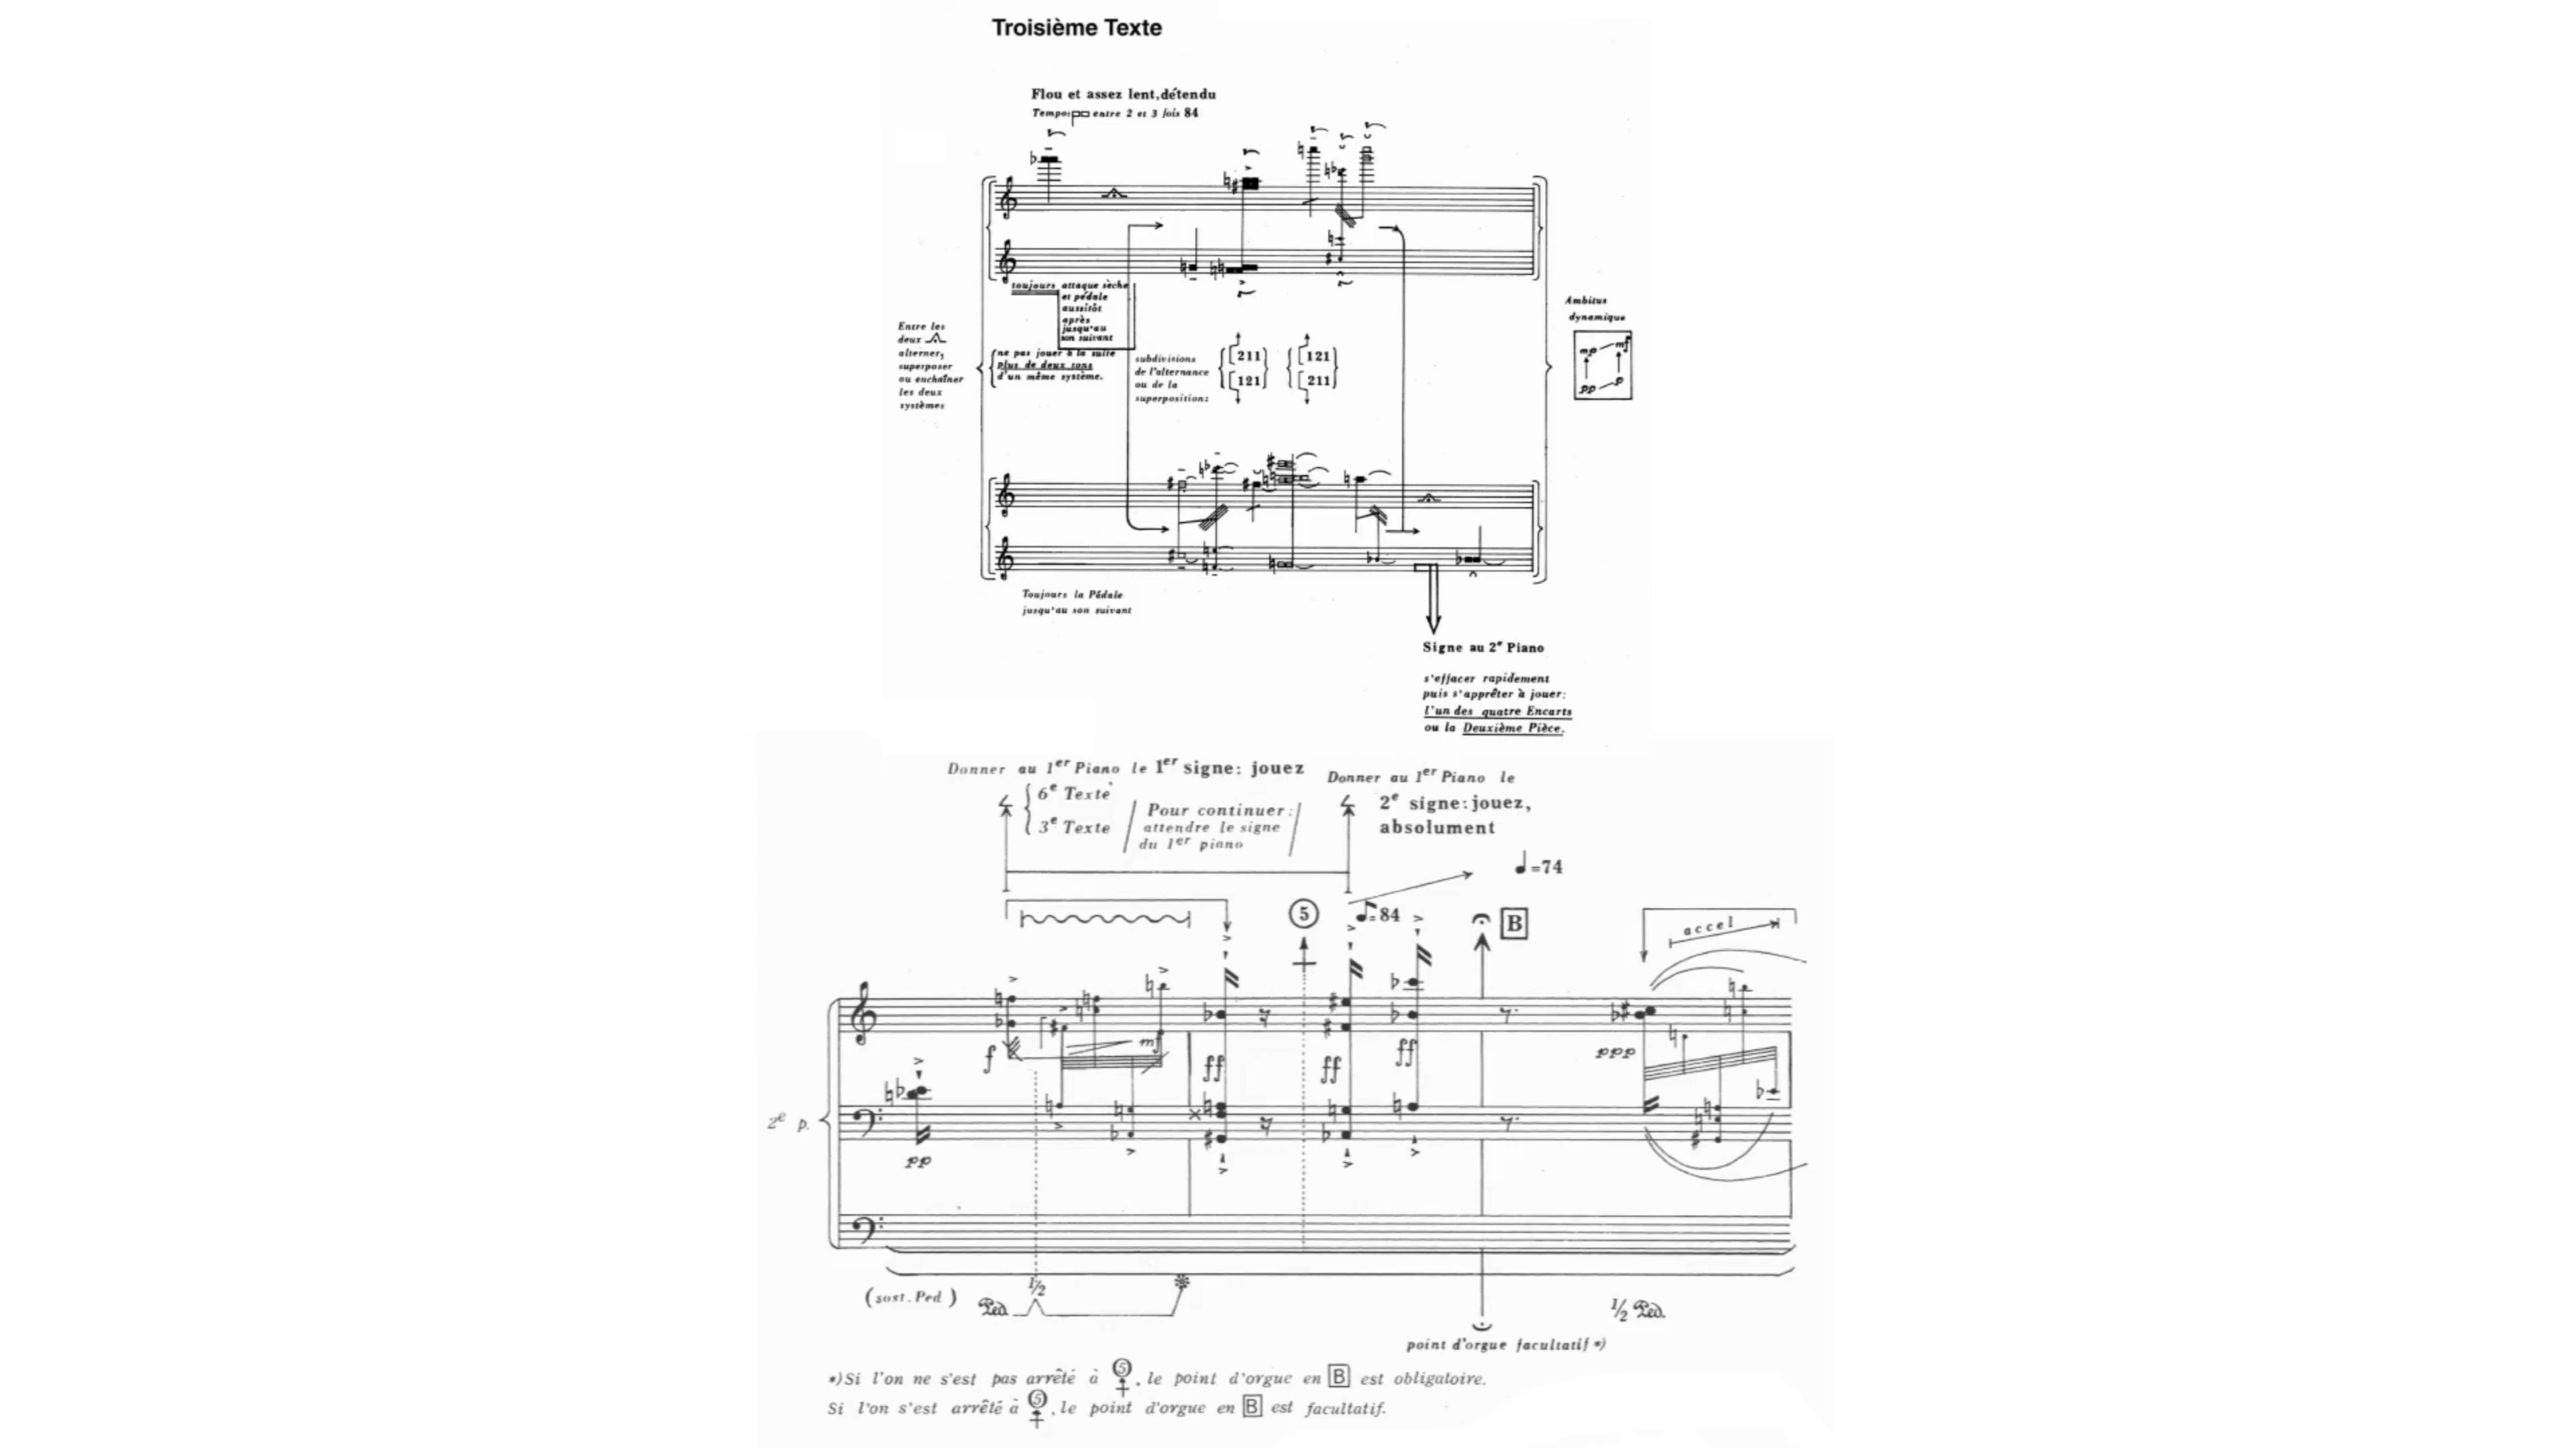 Troisième Texte
Flou et assez lent,détendu
Tempo: entre 2 et 3 fois 84
toujours attaque sèche
et pédale
aussitôt
après
jusqu'au
son suivant
Entre les
deux
alterner,
superposer
ou enchaîner
les deux
systèmes
ne pas jouer à la suite
plus de deux sons
d'un même système.
subdivisions
de l'alternance
ou de la
superposition:
211
121
121
211
Ambitus
dynamique
mp mf
pp p
Toujours la Pédale
jusqu'au son suivant
Signe au 2e Piano
s'effacer rapidement
puis s'apprêter à jouer:
l'un des quatre Encarts
ou la Deuxième Pièce.
Donner au 1er Piano le 1er signe: jouez
6e Texte
3e Texte
Pour continuer:
attendre le signe
du 1er piano
Donner au 1er Piano le
2e signe: jouez,
absolument
=74
5
=84
B
accel
f
mf
ff
ff
ff
ppp
2e p.
pp
(sost. Ped)
Ped.
1/2
1/2 Ped.
point d'orgue facultatif *)
*)Si l'on ne s'est pas arrêté à 5, le point d'orgue en B est obligatoire.
Si l'on s'est arrêté à 5, le point d'orgue en B est facultatif.